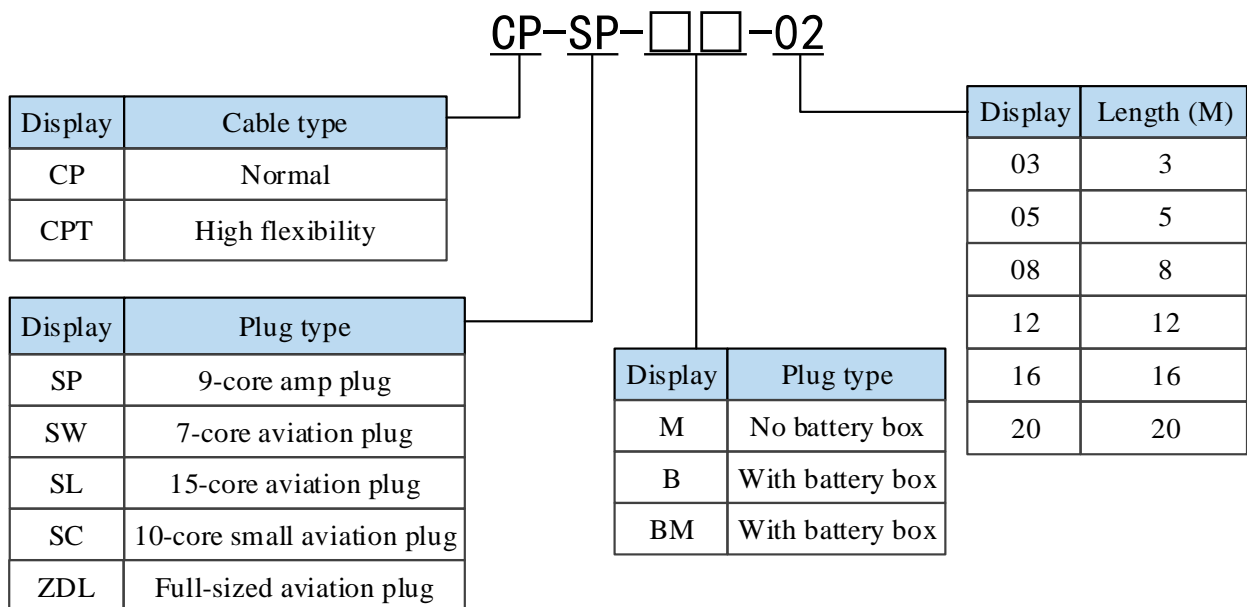 CP-SP-□□-02
Display Cable type
CP Normal
CPT High flexibility
Display Plug type
SP 9-core amp plug
SW 7-core aviation plug
SL 15-core aviation plug
SC 10-core small aviation plug
ZDL Full-sized aviation plug
Display Plug type
M No battery box
B With battery box
BM With battery box
Display Length (M)
03 3
05 5
08 8
12 12
16 16
20 20